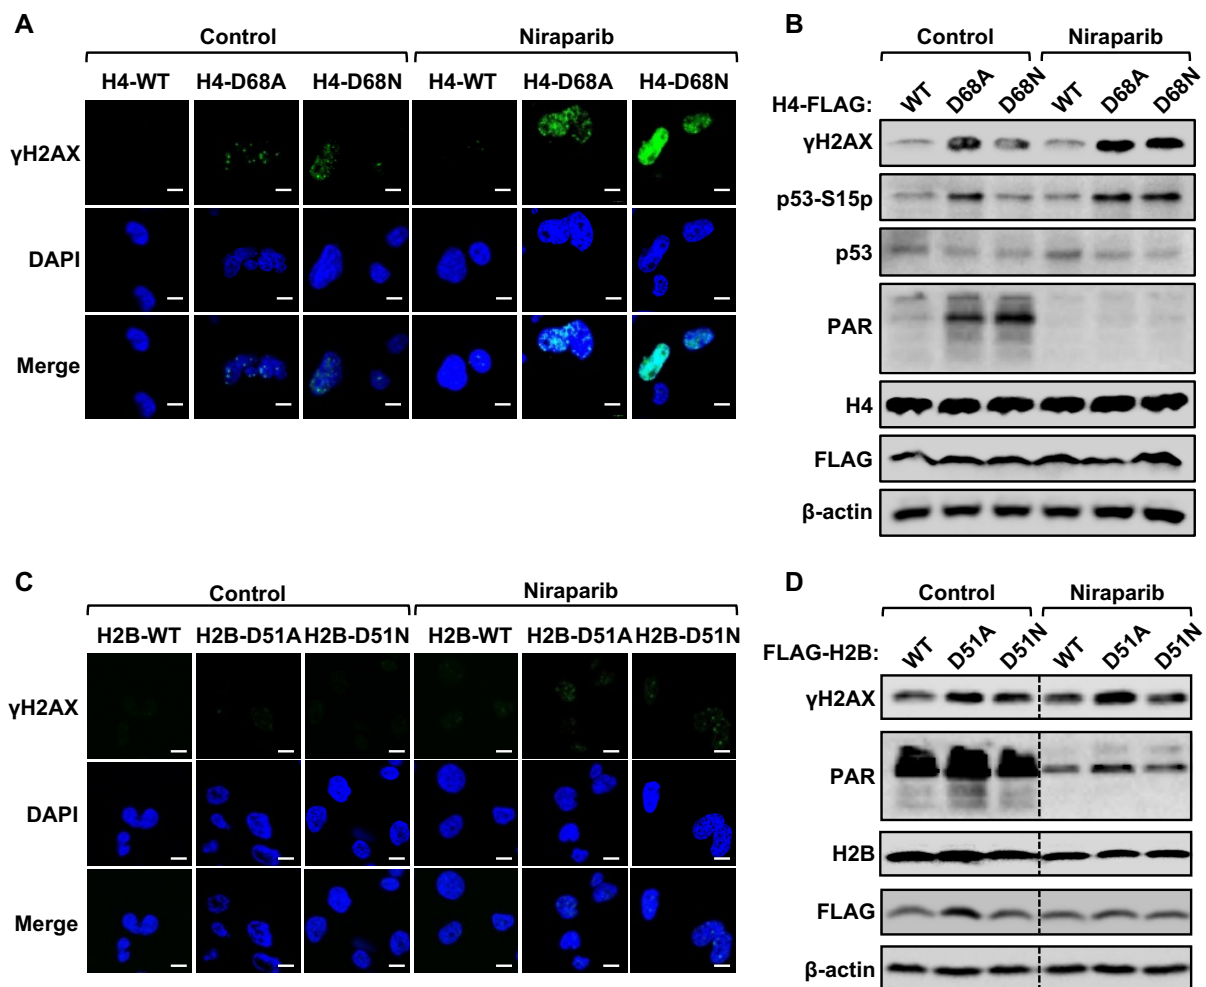 A
Control Niraparib
H4-WT H4-D68A H4-D68N H4-WT H4-D68A H4-D68N
γH2AX
DAPI
Merge
B
Control Niraparib
H4-FLAG: WT D68A D68N WT D68A D68N
γH2AX
p53-S15p
p53
PAR
H4
FLAG
β-actin
C
Control Niraparib
H2B-WT H2B-D51A H2B-D51N H2B-WT H2B-D51A H2B-D51N
γH2AX
DAPI
Merge
D
Control Niraparib
FLAG-H2B: WT D51A D51N WT D51A D51N
γH2AX
PAR
H2B
FLAG
β-actin